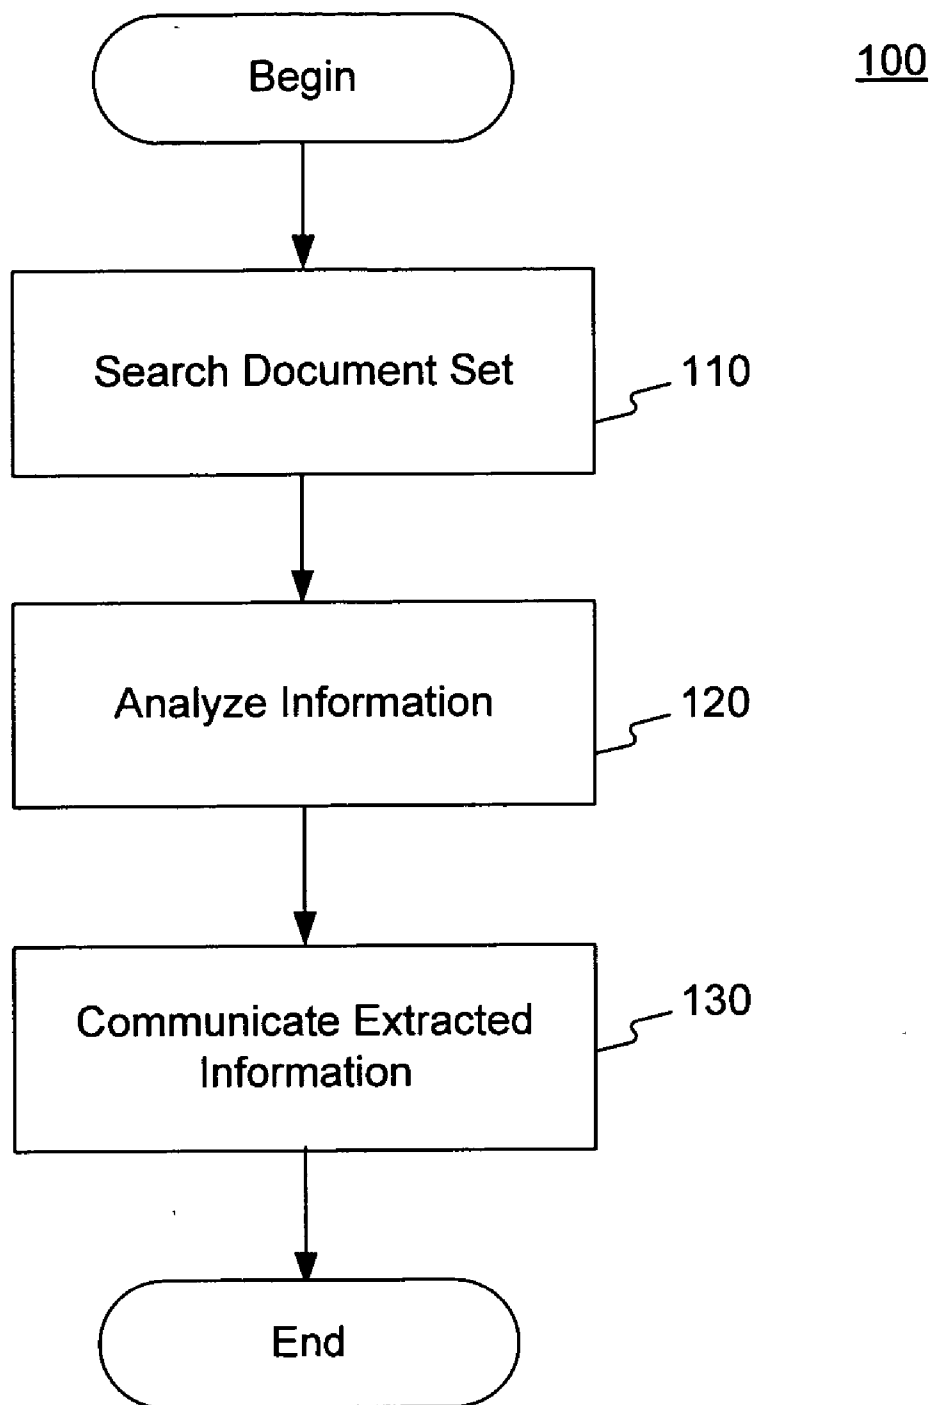 Begin
100
Search Document Set
110
Analyze Information
120
Communicate Extracted
Information
130
End